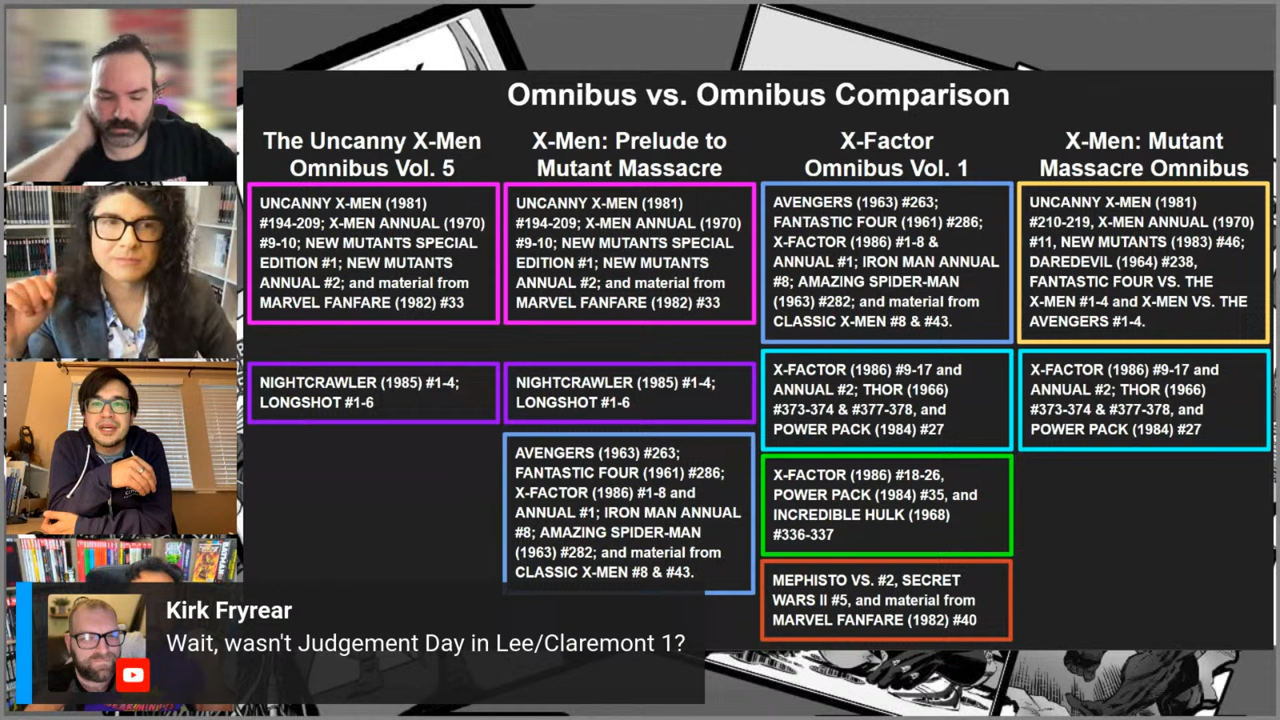 Omnibus vs. Omnibus Comparison
The Uncanny X-Men
Omnibus Vol. 5
UNCANNY X-MEN (1981)
#194-209; X-MEN ANNUAL (1970)
#9-10; NEW MUTANTS SPECIAL
EDITION #1; NEW MUTANTS
ANNUAL #2; and material from
MARVEL FANFARE (1982) #33
NIGHTCRAWLER (1985) #1-4;
LONGSHOT #1-6
X-Men: Prelude to
Mutant Massacre
UNCANNY X-MEN (1981)
#194-209; X-MEN ANNUAL (1970)
#9-10; NEW MUTANTS SPECIAL
EDITION #1; NEW MUTANTS
ANNUAL #2; and material from
MARVEL FANFARE (1982) #33
NIGHTCRAWLER (1985) #1-4;
LONGSHOT #1-6
AVENGERS (1963) #263;
FANTASTIC FOUR (1961) #286;
X-FACTOR (1986) #1-8 and
ANNUAL #1; IRON MAN ANNUAL
#8; AMAZING SPIDER-MAN
(1963) #282; and material from
CLASSIC X-MEN #8 & #43.
X-Factor
Omnibus Vol. 1
AVENGERS (1963) #263;
FANTASTIC FOUR (1961) #286;
X-FACTOR (1986) #1-8 &
ANNUAL #1; IRON MAN ANNUAL
#8; AMAZING SPIDER-MAN
(1963) #282; and material from
CLASSIC X-MEN #8 & #43.
X-FACTOR (1986) #9-17 and
ANNUAL #2; THOR (1966)
#373-374 & #377-378, and
POWER PACK (1984) #27
X-FACTOR (1986) #18-26,
POWER PACK (1984) #35, and
INCREDIBLE HULK (1968)
#336-337
MEPHISTO VS. #2, SECRET
WARS II #5, and material from
MARVEL FANFARE (1982) #40
X-Men: Mutant
Massacre Omnibus
UNCANNY X-MEN (1981)
#210-219, X-MEN ANNUAL (1970)
#11, NEW MUTANTS (1983) #46;
DAREDEVIL (1964) #238,
FANTASTIC FOUR VS. THE
X-MEN #1-4 and X-MEN VS. THE
AVENGERS #1-4.
X-FACTOR (1986) #9-17 and
ANNUAL #2; THOR (1966)
#373-374 & #377-378, and
POWER PACK (1984) #27
Kirk Fryrear
Wait, wasn't Judgement Day in Lee/Claremont 1?